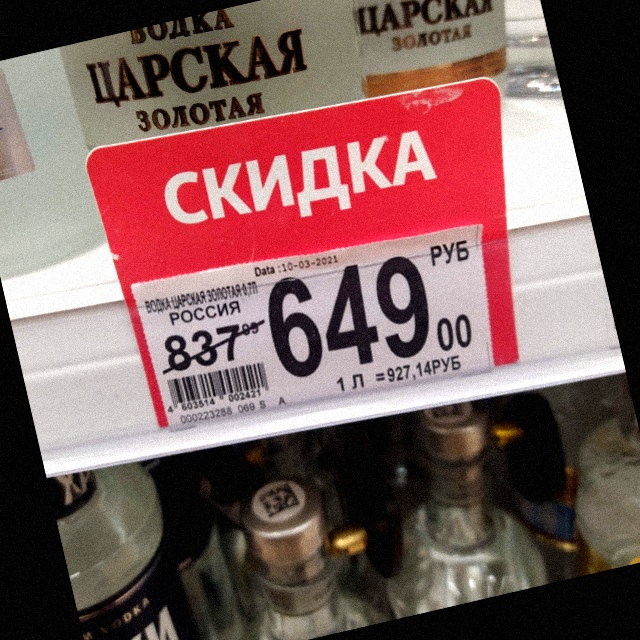 ВОДКА
ЦАРСКАЯ
ЗОЛОТАЯ
ЦАРСКАЯ
ЗОЛОТАЯ
СКИДКА
Data :10-03-2021
ВОДКА ЦАРСКАЯ ЗОЛОТАЯ 0.7Л
РОССИЯ
837
649 00 РУБ
1 Л =927,14РУБ
4 603514 002421
000223288 069 S A
VODKA